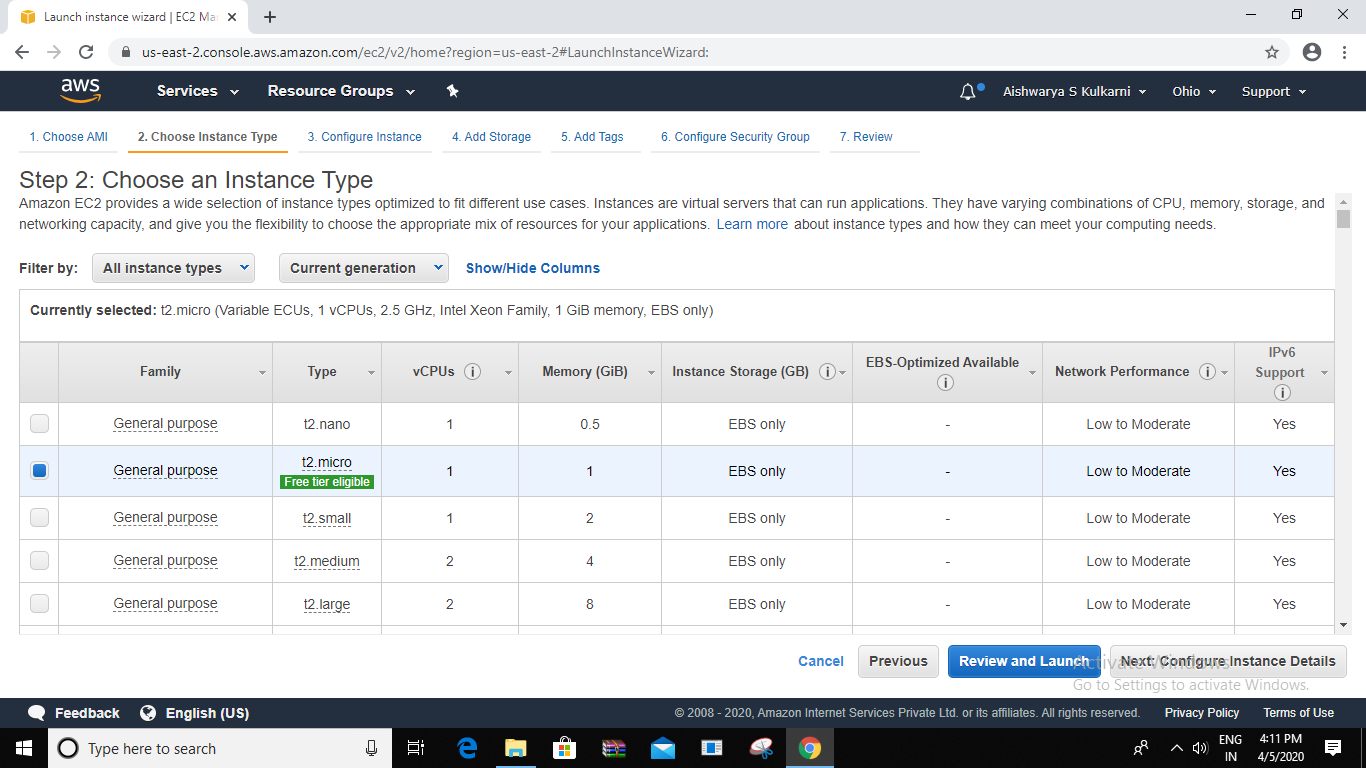 Launch instance wizard | EC2 Ma
us-east-2.console.aws.amazon.com/ec2/v2/home?region=us-east-2#LaunchInstanceWizard:
aws Services Resource Groups Aishwarya S Kulkarni Ohio Support
1. Choose AMI 2. Choose Instance Type 3. Configure Instance 4. Add Storage 5. Add Tags 6. Configure Security Group 7. Review
Step 2: Choose an Instance Type
Amazon EC2 provides a wide selection of instance types optimized to fit different use cases. Instances are virtual servers that can run applications. They have varying combinations of CPU, memory, storage, and
networking capacity, and give you the flexibility to choose the appropriate mix of resources for your applications. Learn more about instance types and how they can meet your computing needs.
Filter by: All instance types Current generation Show/Hide Columns
Currently selected: t2.micro (Variable ECUs, 1 vCPUs, 2.5 GHz, Intel Xeon Family, 1 GiB memory, EBS only)
Family Type vCPUs Memory (GiB) Instance Storage (GB) EBS-Optimized Available Network Performance IPv6 Support
General purpose t2.nano 1 0.5 EBS only - Low to Moderate Yes
General purpose t2.micro 1 1 EBS only - Low to Moderate Yes
Free tier eligible
General purpose t2.small 1 2 EBS only - Low to Moderate Yes
General purpose t2.medium 2 4 EBS only - Low to Moderate Yes
General purpose t2.large 2 8 EBS only - Low to Moderate Yes
Cancel Previous Review and Launch Next: Configure Instance Details
Activate Windows
Go to Settings to activate Windows.
Feedback English (US) © 2008 - 2020, Amazon Internet Services Private Ltd. or its affiliates. All rights reserved. Privacy Policy Terms of Use
Type here to search ENG 4:11 PM
IN 4/5/2020